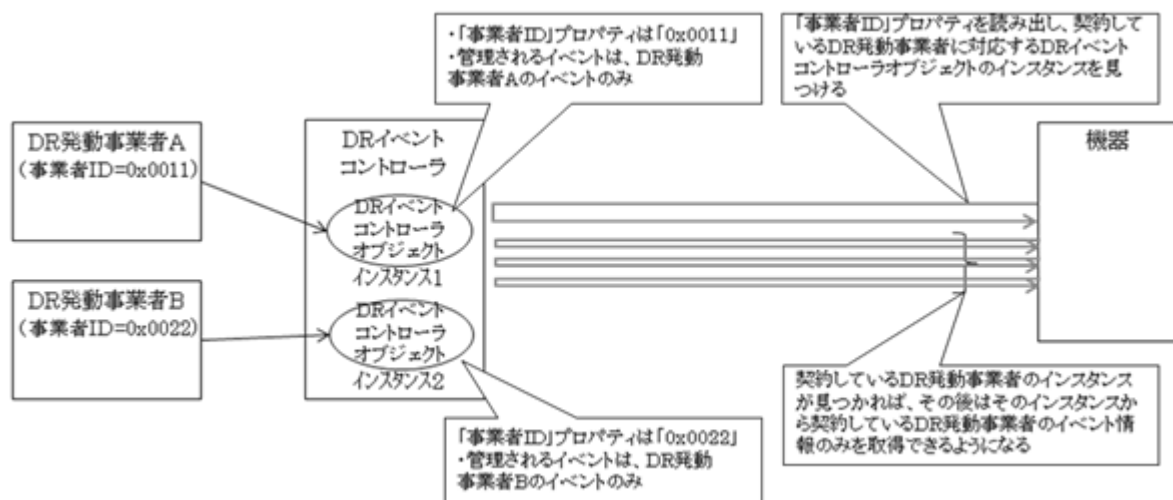 ・「事業者ID」プロパティは「0x0011」
・管理されるイベントは、DR発動
事業者Aのイベントのみ
「事業者ID」プロパティを読み出し、契約して
いるDR発動事業者に対応するDRイベント
コントローラオブジェクトのインスタンスを見
つける
DR発動事業者A
(事業者ID=0x0011)
DRイベント
コントローラ
機器
DRイベント
コントローラ
オブジェクト
インスタンス1
DR発動事業者B
(事業者ID=0x0022)
DRイベント
コントローラ
オブジェクト
インスタンス2
契約しているDR発動事業者のインスタンス
が見つかれば、その後はそのインスタンスか
ら契約しているDR発動事業者のイベント情
報のみを取得できるようになる
「事業者ID」プロパティは「0x0022」
・管理されるイベントは、DR発動
事業者Bのイベントのみ